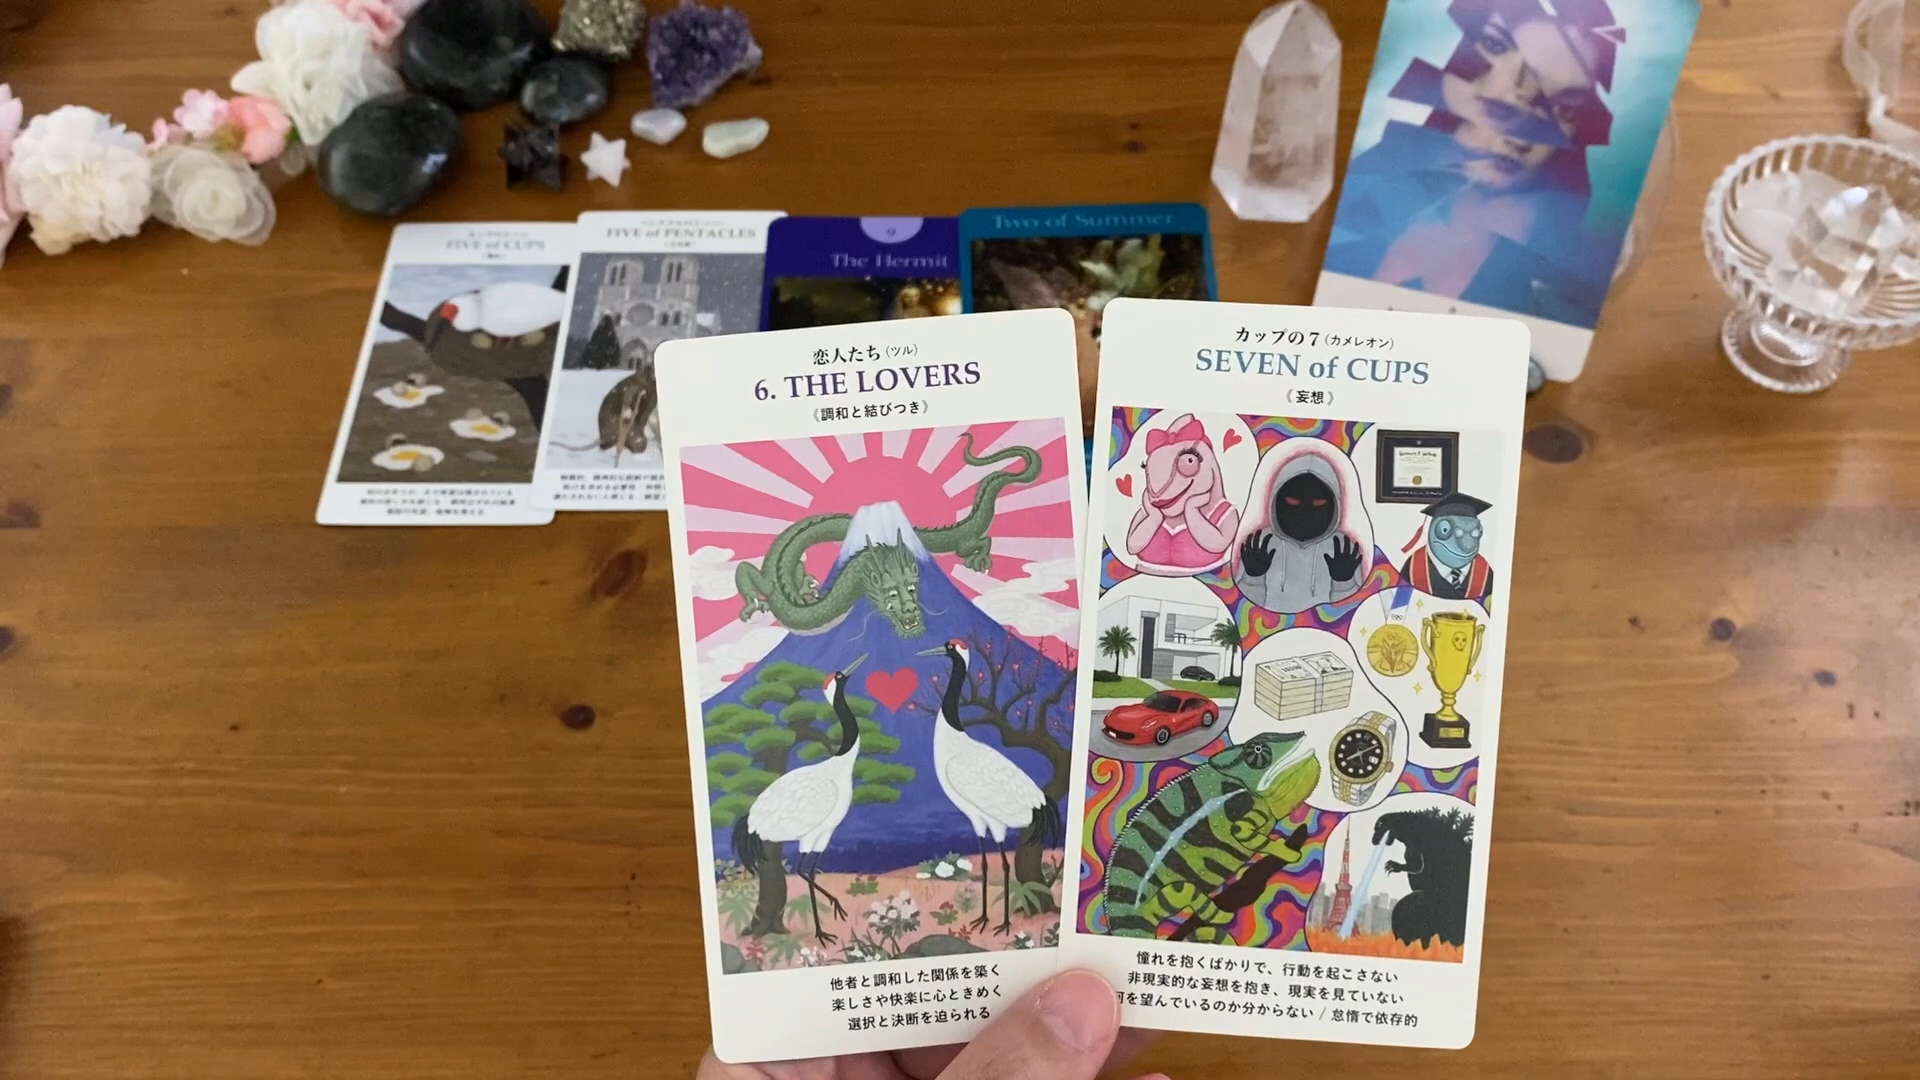 FIVE of CUPS
FIVE of PENTACLES
9
The Hermit
Two of Summer
恋人たち（ツル）
6. THE LOVERS
《調和と結びつき》
他者と調和した関係を築く
楽しさや快楽に心ときめく
選択と決断を迫られる
カップの7（カメレオン）
SEVEN of CUPS
《妄想》
憧れを抱くばかりで、行動を起こさない
非現実的な妄想を抱き、現実を見ていない
何を望んでいるのか分からない / 怠惰で依存的